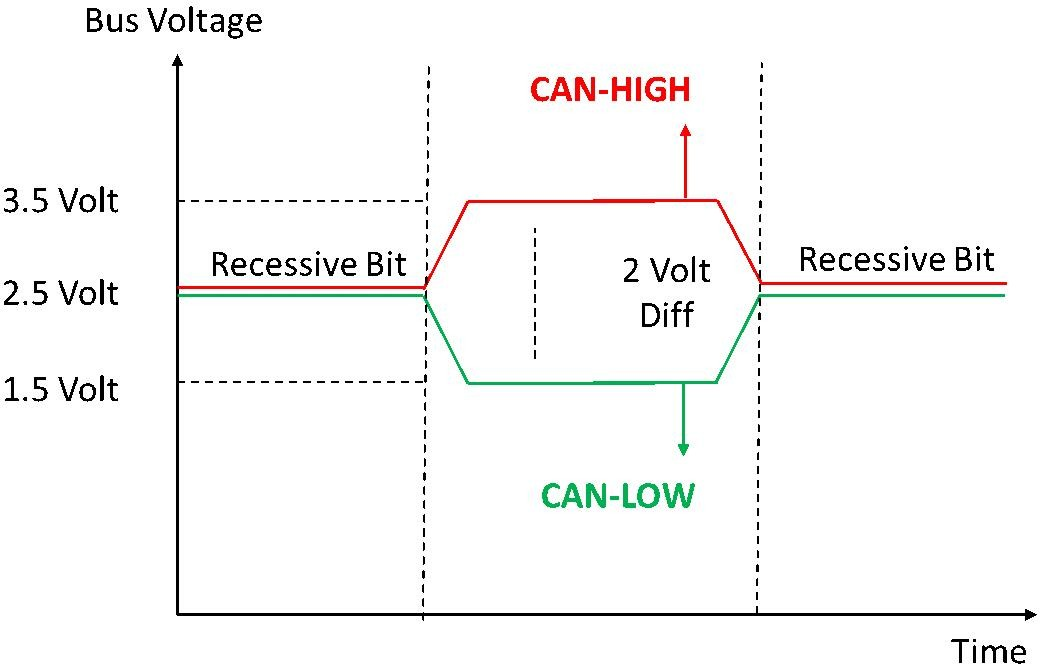 Bus Voltage
CAN-HIGH
3.5 Volt
Recessive Bit
2 Volt
Diff
Recessive Bit
2.5 Volt
1.5 Volt
CAN-LOW
Time